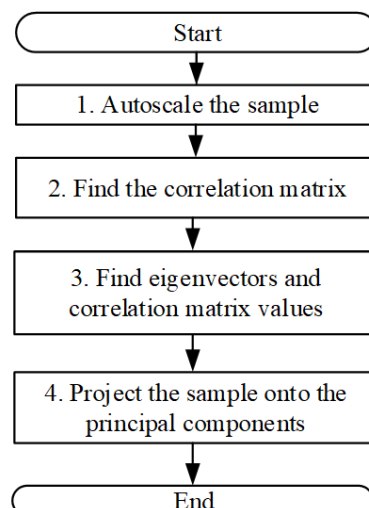 Start
1. Autoscale the sample
2. Find the correlation matrix
3. Find eigenvectors and
correlation matrix values
4. Project the sample onto the
principal components
End